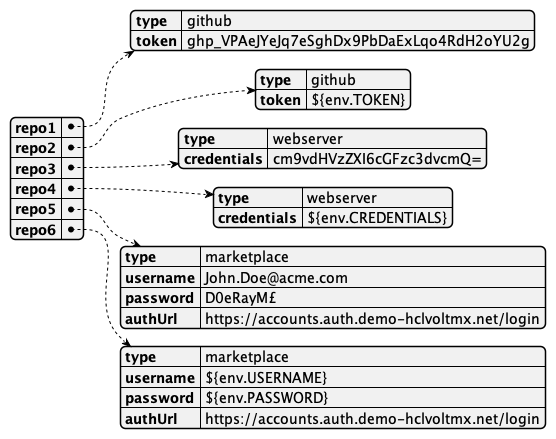 type github
token ghp_VPAeJYeJq7eSghDx9PbDaExLqo4RdH2oYU2g
type github
token ${env.TOKEN}
repo1
repo2
repo3
repo4
repo5
repo6
type webserver
credentials cm9vdHVzZXI6cGFzc3dvcmQ=
type webserver
credentials ${env.CREDENTIALS}
type marketplace
username John.Doe@acme.com
password D0eRayM£
authUrl https://accounts.auth.demo-hclvoltmx.net/login
type marketplace
username ${env.USERNAME}
password ${env.PASSWORD}
authUrl https://accounts.auth.demo-hclvoltmx.net/login